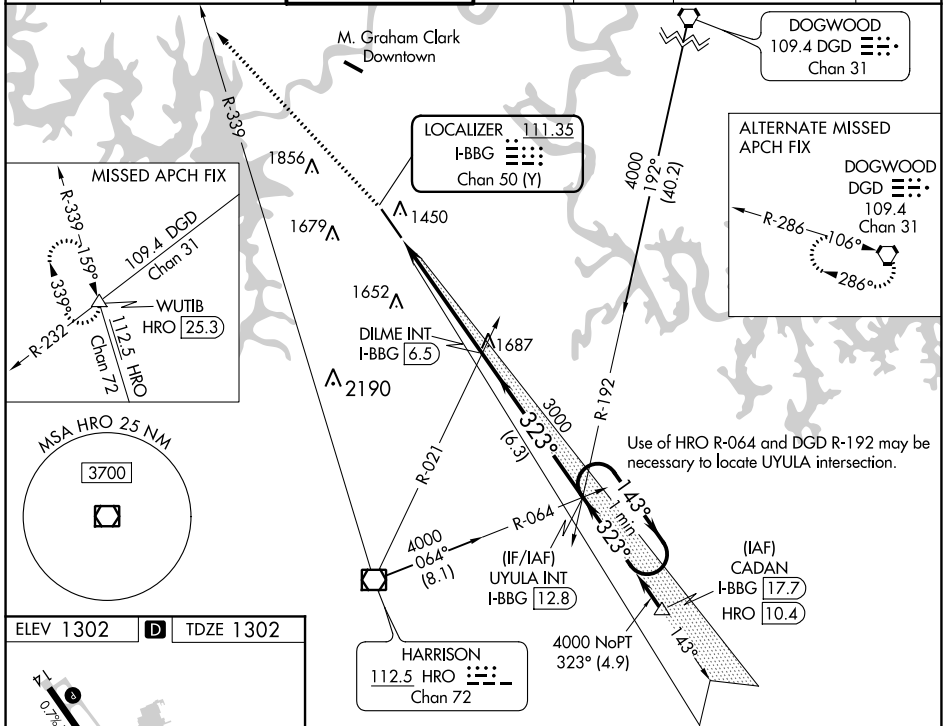 M. Graham Clark
Downtown
DOGWOOD
109.4 DGD
Chan 31
R-339
LOCALIZER 111.35
I-BBG
Chan 50 (Y)
4000
192°
(40.2)
ALTERNATE MISSED
APCH FIX
DOGWOOD
DGD
109.4
Chan 31
R-286
106°
286°
MISSED APCH FIX
R-339
159°
339°
109.4 DGD
Chan 31
WUTIB
HRO 25.3
R-232
112.5 HRO
Chan 72
1856
1450
1679
1652
DILME INT
I-BBG 6.5
1687
2190
R-192
3000
323°
(6.3)
MSA HRO 25 NM
3700
R-021
Use of HRO R-064 and DGD R-192 may be
necessary to locate UYULA intersection.
143°
1 min
323°
R-064
4000
064°
(8.1)
(IF/IAF)
UYULA INT
I-BBG 12.8
(IAF)
CADAN
I-BBG 17.7
HRO 10.4
4000 NoPT
323° (4.9)
143°
HARRISON
112.5 HRO
Chan 72
ELEV 1302
D
TDZE 1302
14
P
0.7%